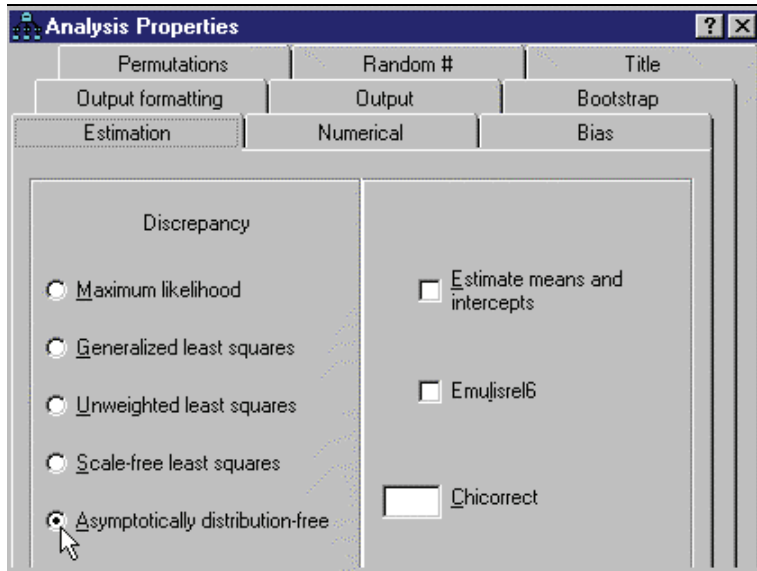 Analysis Properties
Permutations
Random #
Title
Output formatting
Output
Bootstrap
Estimation
Numerical
Bias
Discrepancy
Maximum likelihood
Generalized least squares
Unweighted least squares
Scale-free least squares
Asymptotically distribution-free
Estimate means and
intercepts
Emulisrel6
Chicorrect